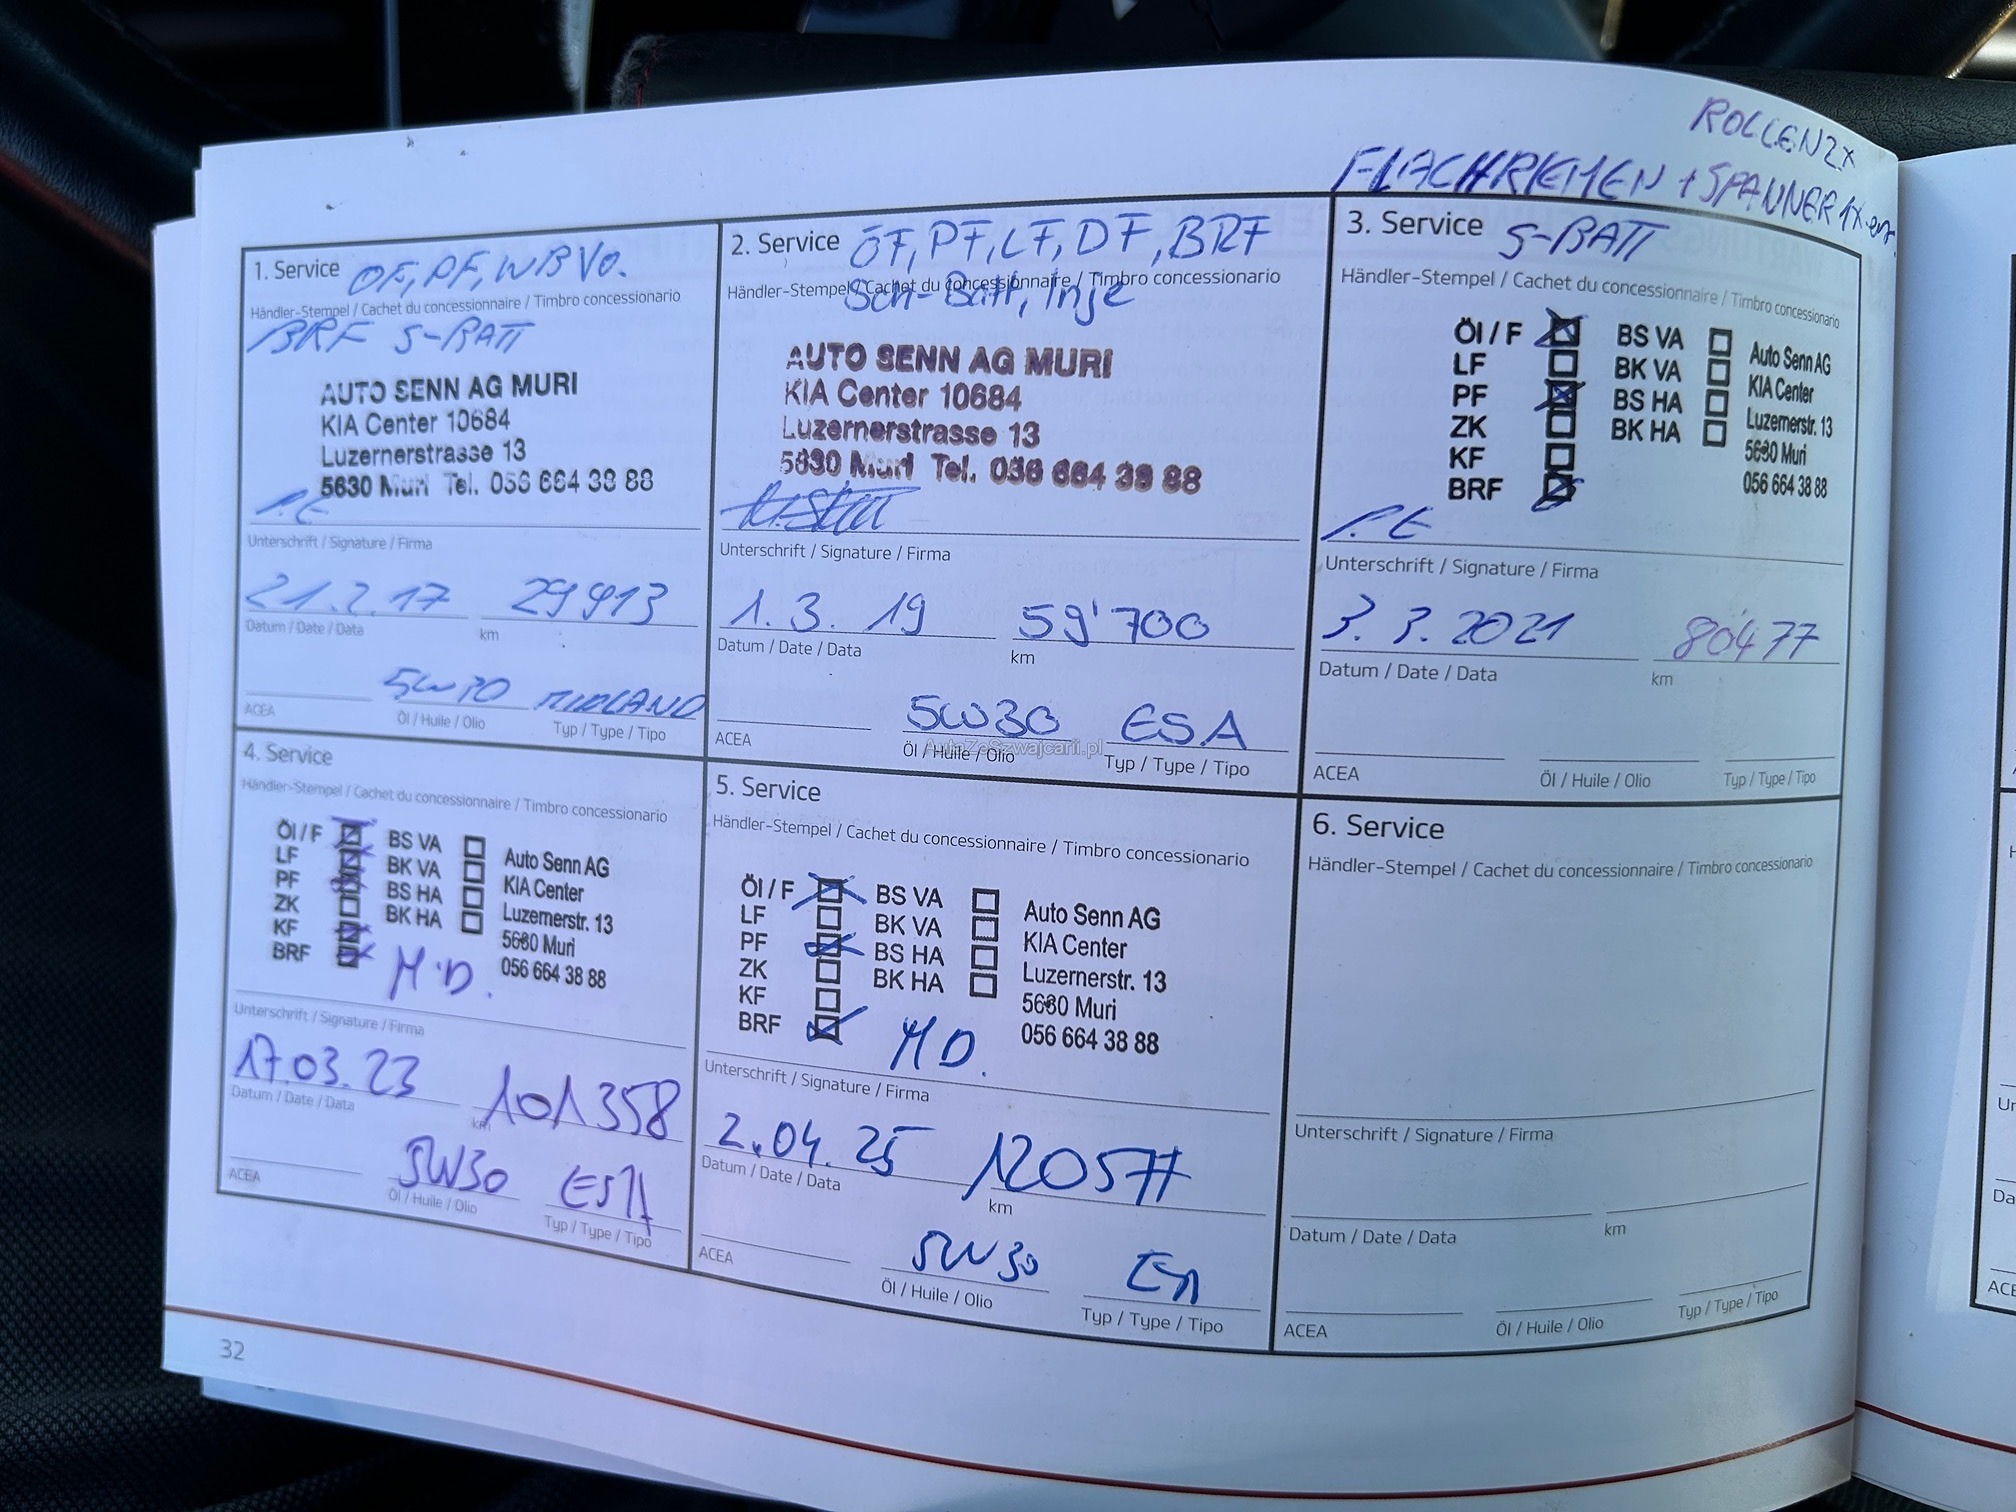 ROLLEN 2x
FLACHRIEMEN + SPANNER 1x
1. Service ÖF, PF, WB VO.
Händler-Stempel / Cachet du concessionnaire / Timbro concessionario
BRF S-BATT
AUTO SENN AG MURI
KIA Center 10684
Luzernerstrasse 13
5630 Muri Tel. 056 664 38 88
P.E
Unterschrift / Signature / Firma
21.2.17 29913
Datum / Date / Data km
5W30 MIDLAND
ACEA Öl / Huile / Olio Typ / Type / Tipo
2. Service ÖF, PF, LF, DF, BRF
Händler-Stempel / Cachet du concessionnaire / Timbro concessionario
Sch-Batt, Inje
AUTO SENN AG MURI
KIA Center 10684
Luzernerstrasse 13
5630 Muri Tel. 056 664 38 88
Unterschrift / Signature / Firma
1.3.19 59'700
Datum / Date / Data km
5W30 ESA
ACEA Öl / Huile / Olio Typ / Type / Tipo
AutaZeSzwajcarii.pl
3. Service S-BATT
Händler-Stempel / Cachet du concessionnaire / Timbro concessionario
Öl / F BS VA Auto Senn AG
LF BK VA KIA Center
PF BS HA Luzernerstr. 13
ZK BK HA 5630 Muri
KF 056 664 38 88
BRF
P.E
Unterschrift / Signature / Firma
3.3.2021 80'477
Datum / Date / Data km
ACEA Öl / Huile / Olio Typ / Type / Tipo
4. Service
Händler-Stempel / Cachet du concessionnaire / Timbro concessionario
Öl / F BS VA Auto Senn AG
LF BK VA KIA Center
PF BS HA Luzernerstr. 13
ZK BK HA 5630 Muri
KF 056 664 38 88
BRF M.D.
Unterschrift / Signature / Firma
17.03.23 101358
Datum / Date / Data km
5W30 ESA
ACEA Öl / Huile / Olio Typ / Type / Tipo
5. Service
Händler-Stempel / Cachet du concessionnaire / Timbro concessionario
Öl / F BS VA Auto Senn AG
LF BK VA KIA Center
PF BS HA Luzernerstr. 13
ZK BK HA 5630 Muri
KF 056 664 38 88
BRF MD.
Unterschrift / Signature / Firma
2.04.25 120577
Datum / Date / Data km
5W30 ESA
ACEA Öl / Huile / Olio Typ / Type / Tipo
6. Service
Händler-Stempel / Cachet du concessionnaire / Timbro concessionario
Unterschrift / Signature / Firma
Datum / Date / Data km
ACEA Öl / Huile / Olio Typ / Type / Tipo
32